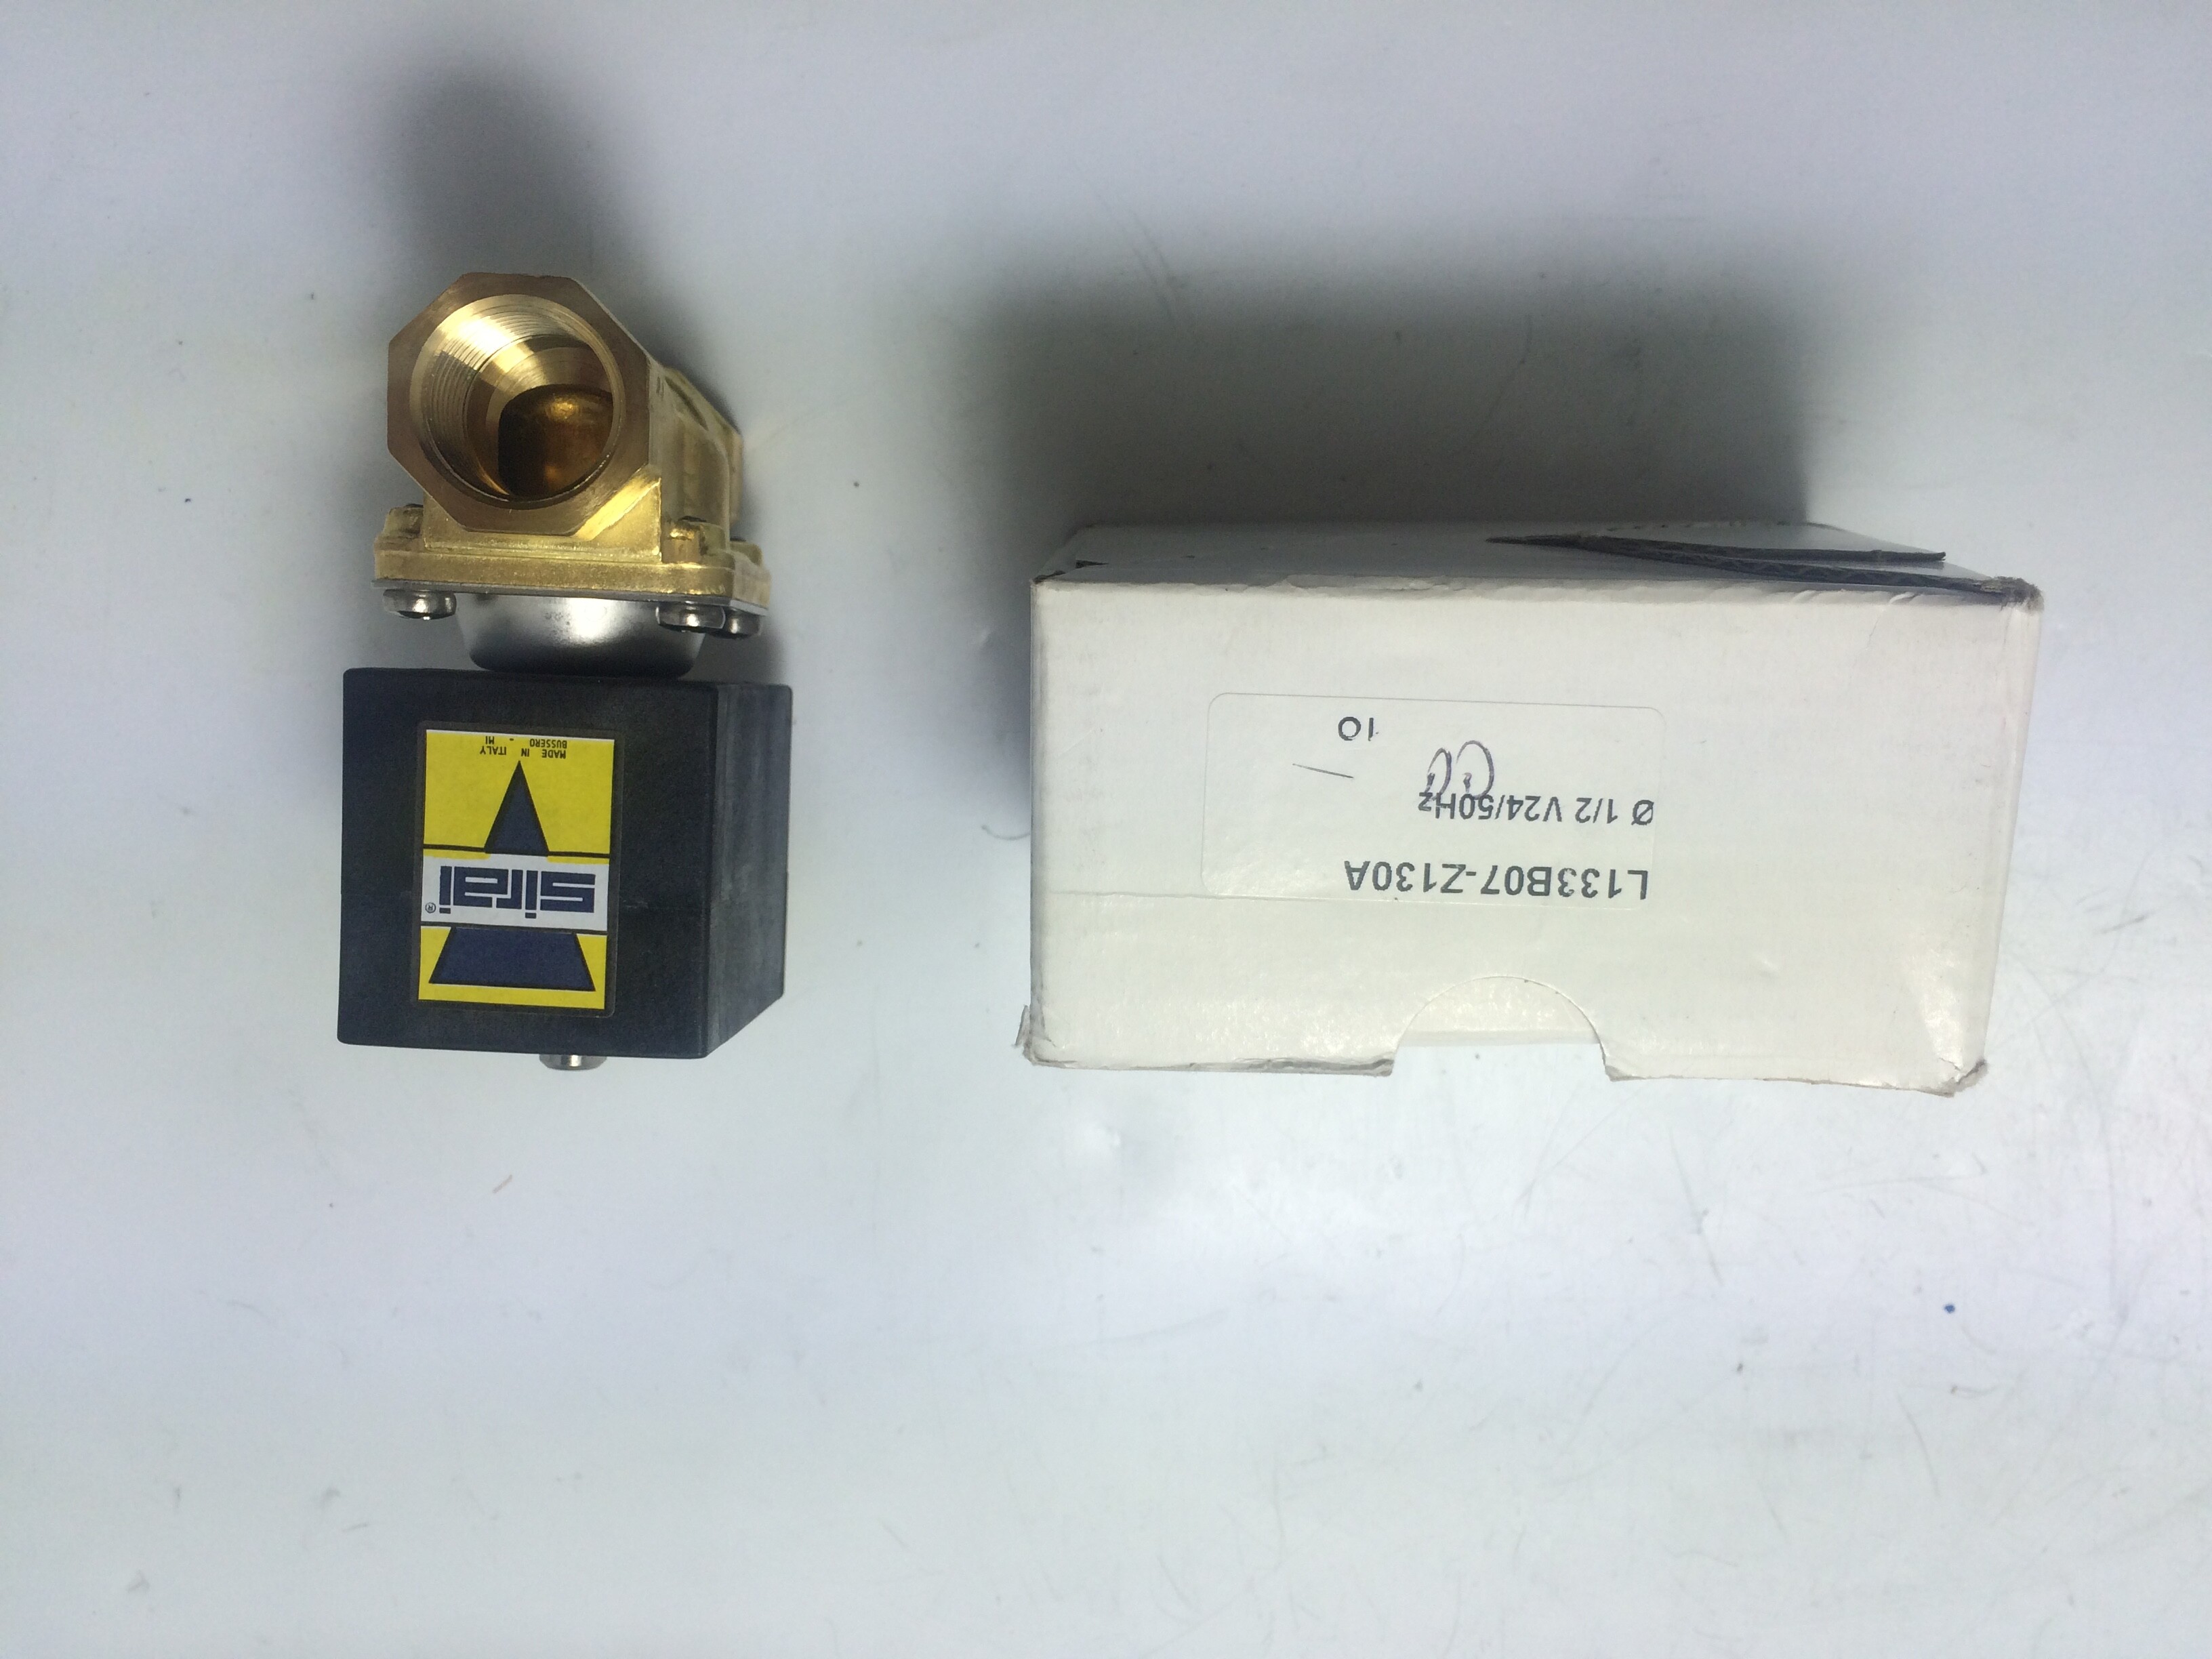 sirai®
MADE IN ITALY
BUSSERO - MI
L133B07-Z130A
Ø 1/2 V24/50Hz
10